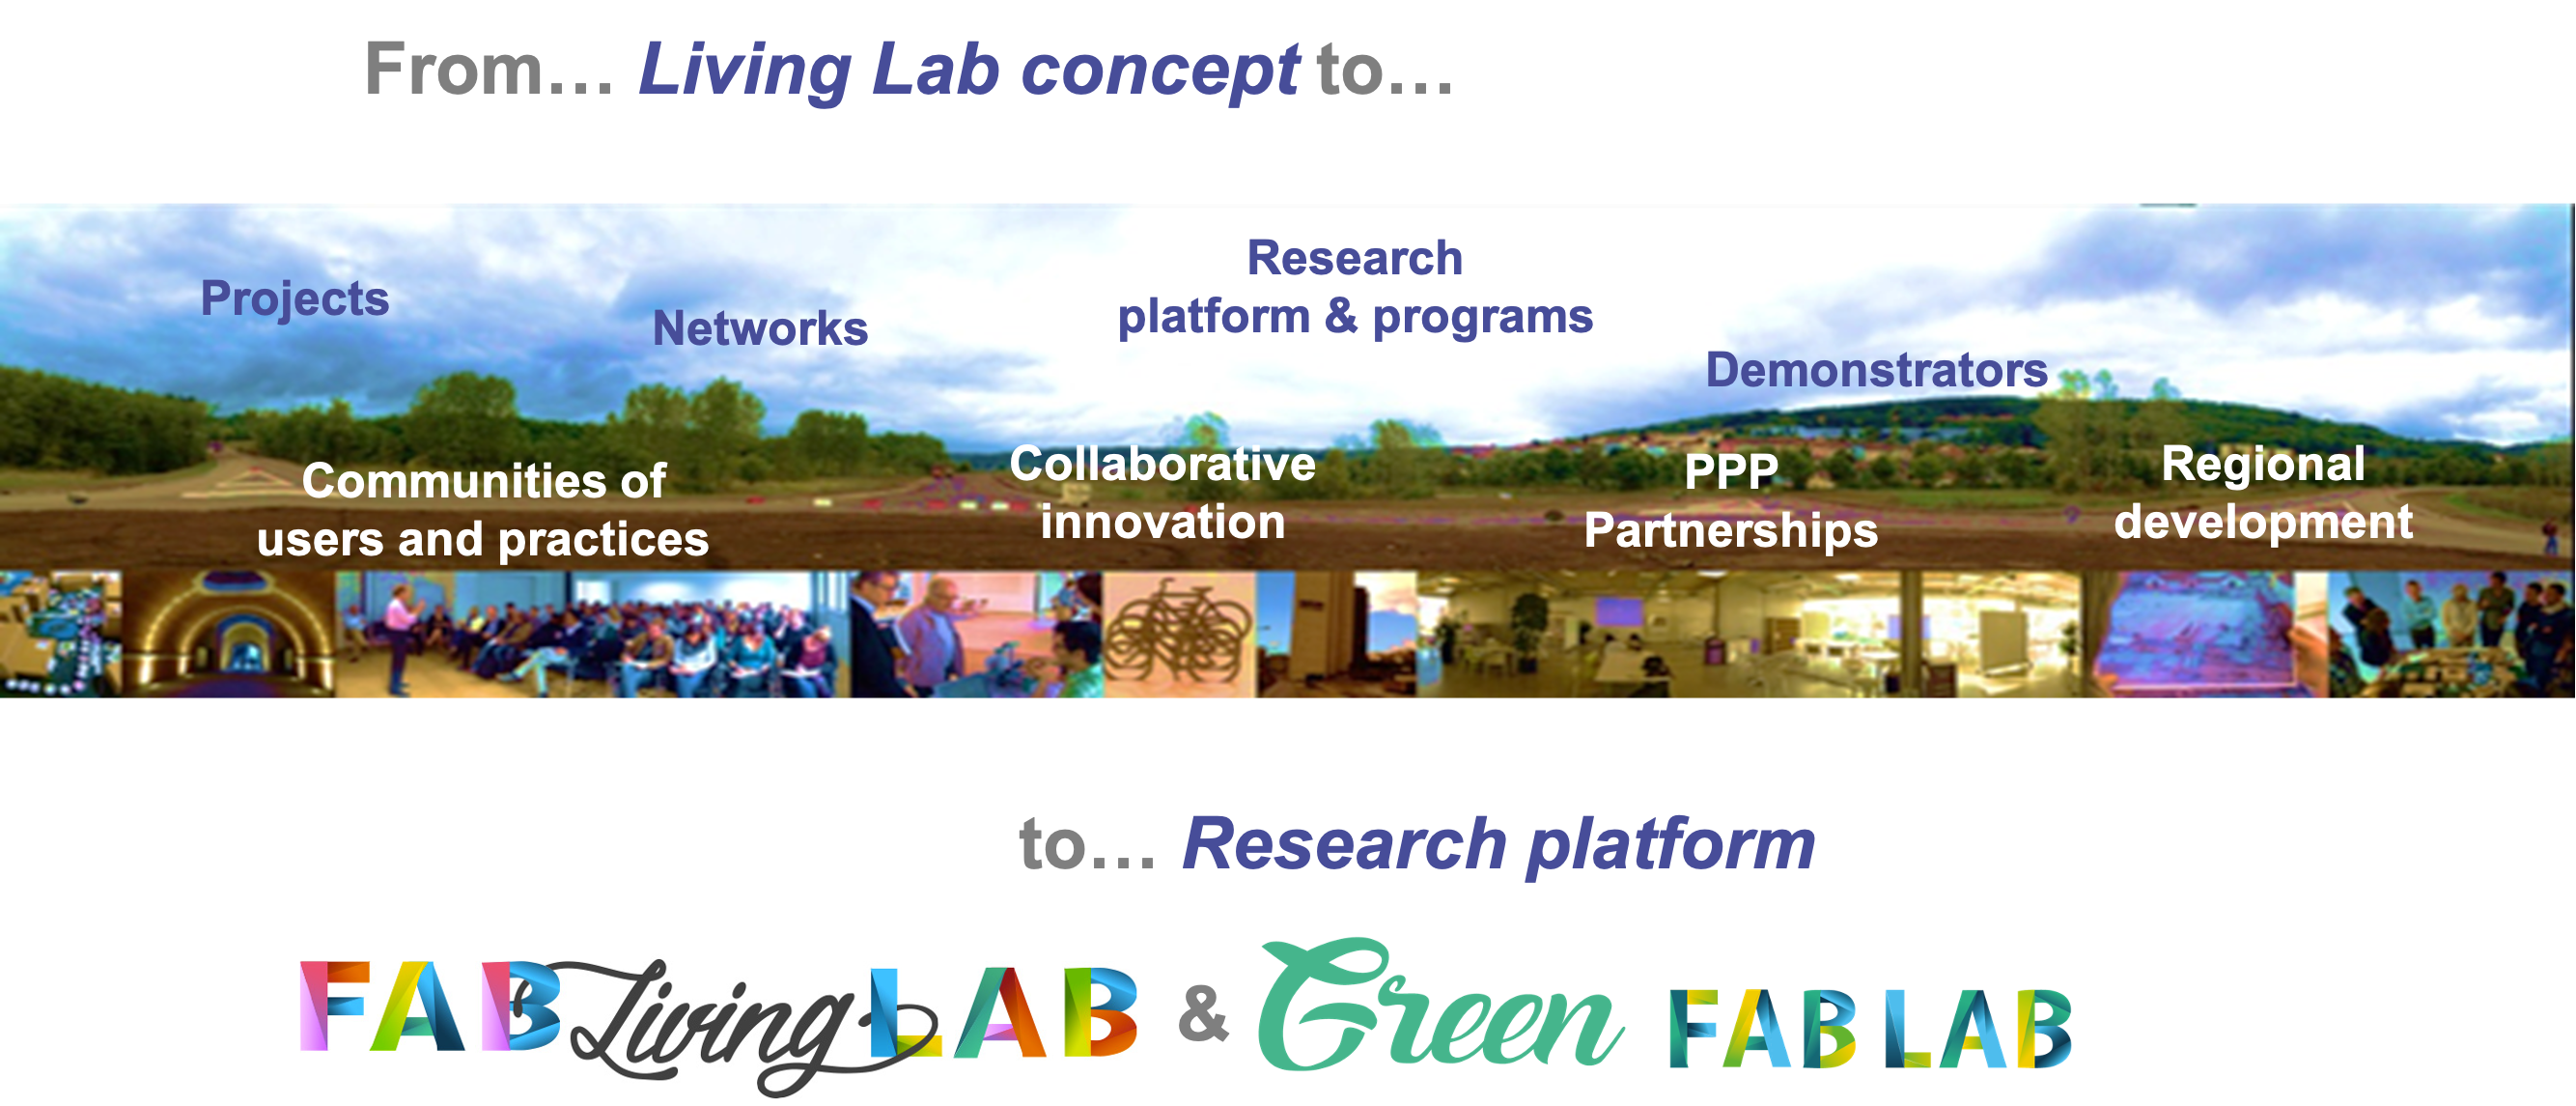 From… Living Lab concept to…
Projects
Networks
Research
platform & programs
Demonstrators
Communities of
users and practices
Collaborative
innovation
PPP
Partnerships
Regional
development
to… Research platform
FAB Living LAB & Green FAB LAB